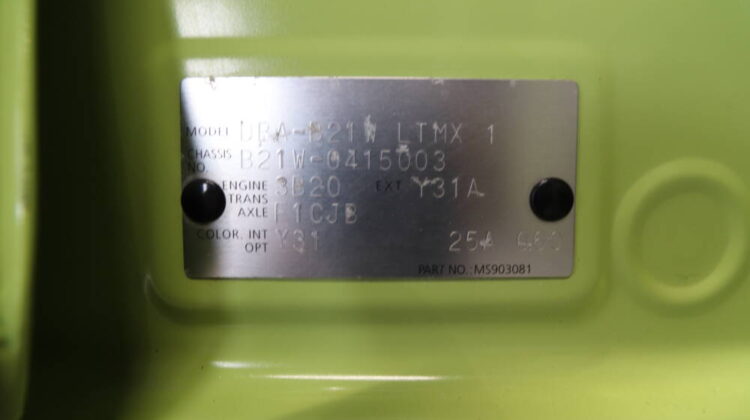 MODEL DBA-B21W LTMX 1
CHASSIS NO. B21W-0415003
ENGINE 3B20 EXT Y31A
TRANS AXLE F1CJB
COLOR, INT OPT Y31 25A
PART NO.: MS903081